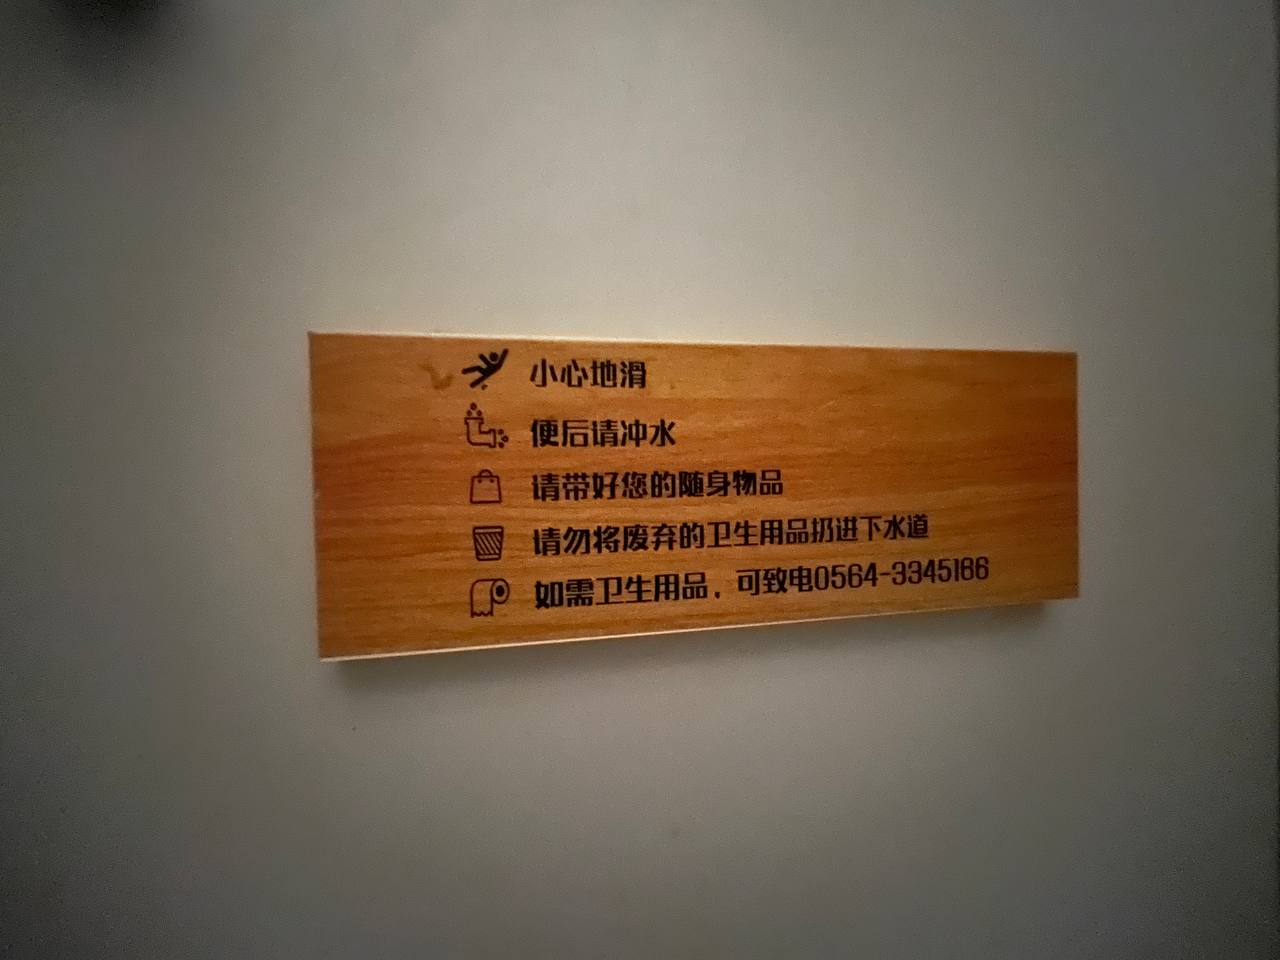 小心地滑
便后请冲水
请带好您的随身物品
请勿将废弃的卫生用品扔进下水道
如需卫生用品，可致电0564-3345166